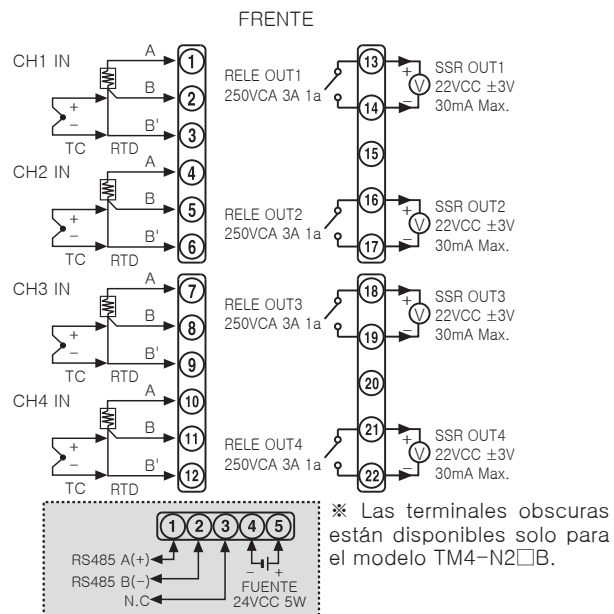 FRENTE
CH1 IN
A
B
B'
+
−
TC RTD
1
2
3
RELE OUT1
250VCA 3A 1a
13
14
15
+
−
V
SSR OUT1
22VCC ±3V
30mA Max.
CH2 IN
A
B
B'
+
−
TC RTD
4
5
6
RELE OUT2
250VCA 3A 1a
16
17
+
−
V
SSR OUT2
22VCC ±3V
30mA Max.
CH3 IN
A
B
B'
+
−
TC RTD
7
8
9
RELE OUT3
250VCA 3A 1a
18
19
20
+
−
V
SSR OUT3
22VCC ±3V
30mA Max.
CH4 IN
A
B
B'
+
−
TC RTD
10
11
12
RELE OUT4
250VCA 3A 1a
21
22
+
−
V
SSR OUT4
22VCC ±3V
30mA Max.
1 2 3 4 5
RS485 A(+)
RS485 B(−)
N.C
− +
FUENTE
24VCC 5W
※ Las terminales obscuras
están disponibles solo para
el modelo TM4-N2□B.